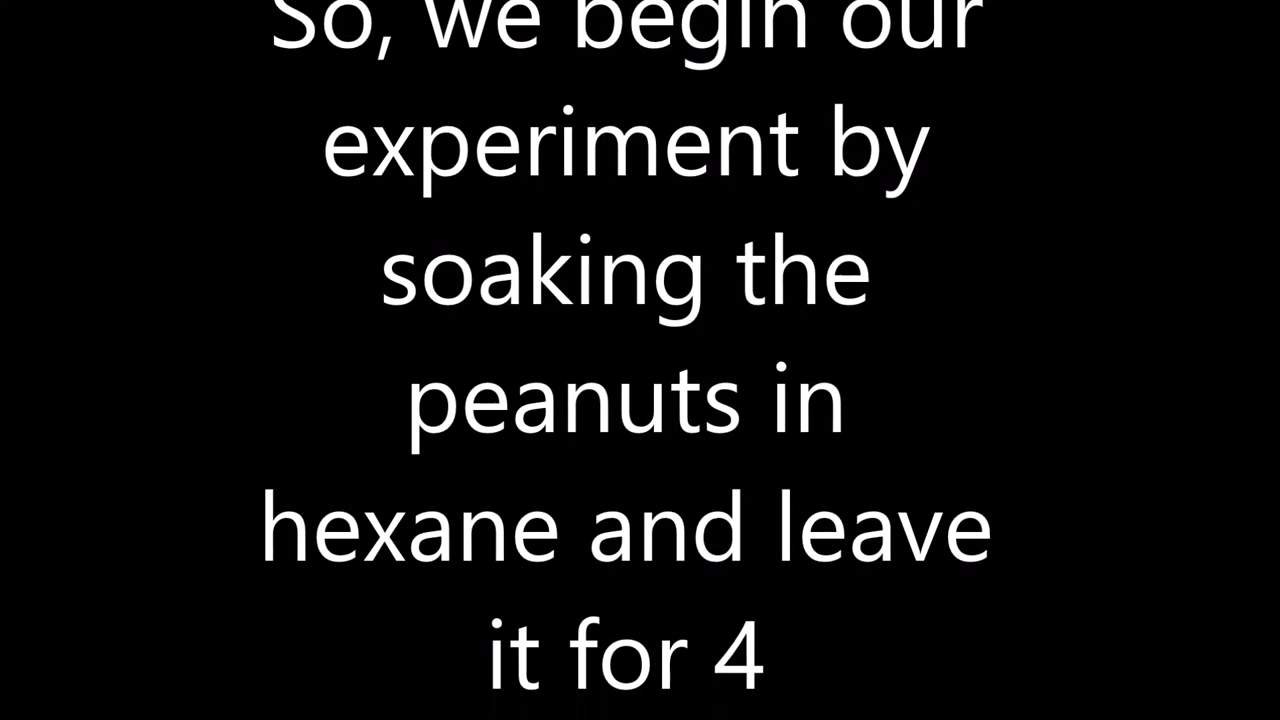 So, we begin our
experiment by
soaking the
peanuts in
hexane and leave
it for 4